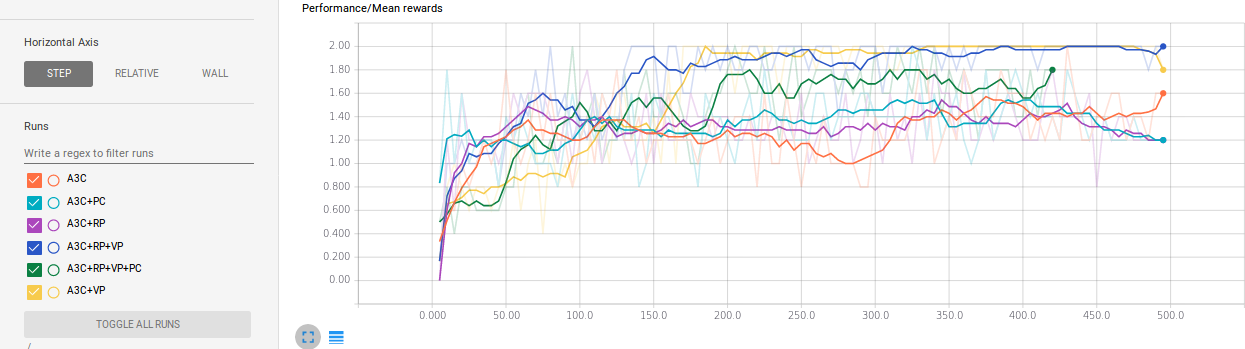 Performance/Mean rewards
Horizontal Axis
STEP RELATIVE WALL
Runs
Write a regex to filter runs
A3C
A3C+PC
A3C+RP
A3C+RP+VP
A3C+RP+VP+PC
A3C+VP
TOGGLE ALL RUNS
/
2.00
1.80
1.60
1.40
1.20
1.00
0.800
0.600
0.400
0.200
0.00
0.000 50.00 100.0 150.0 200.0 250.0 300.0 350.0 400.0 450.0 500.0